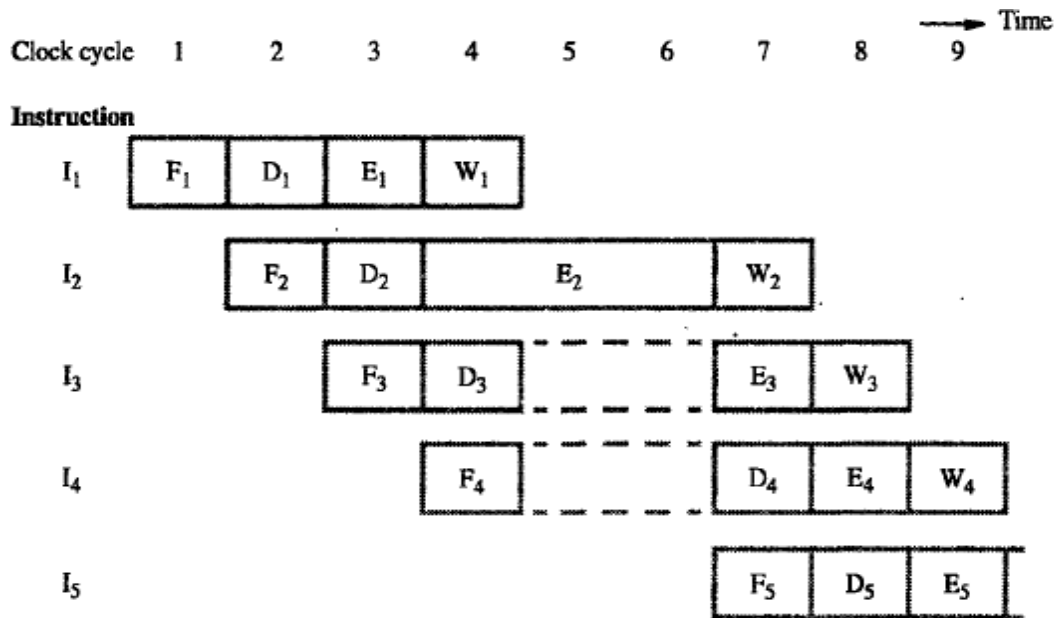 Time
Clock cycle 1 2 3 4 5 6 7 8 9
Instruction
I₁ F₁ D₁ E₁ W₁
I₂ F₂ D₂ E₂ W₂
I₃ F₃ D₃ E₃ W₃
I₄ F₄ D₄ E₄ W₄
I₅ F₅ D₅ E₅